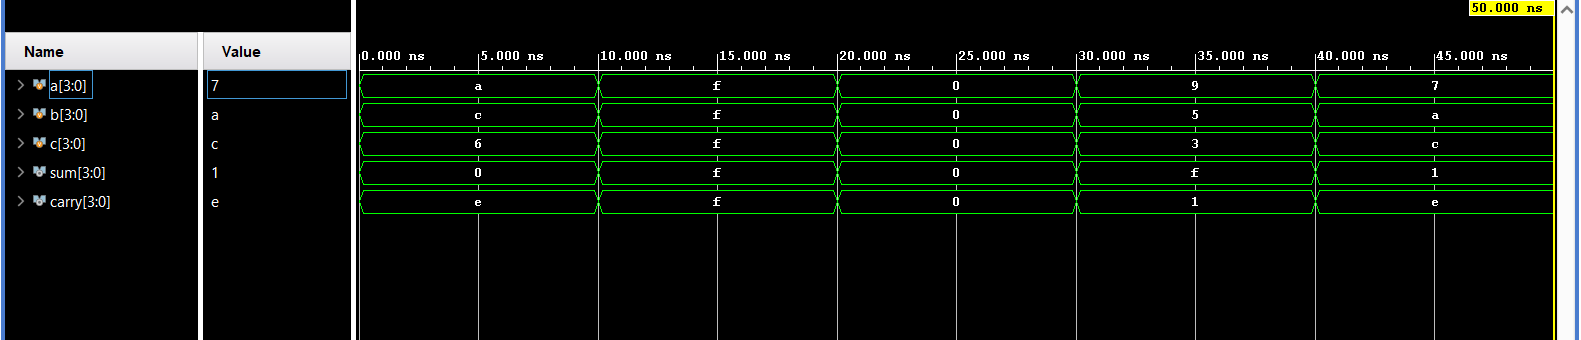 50.000 ns
Name Value
0.000 ns 5.000 ns 10.000 ns 15.000 ns 20.000 ns 25.000 ns 30.000 ns 35.000 ns 40.000 ns 45.000 ns
a[3:0] 7 a f 0 9 7
b[3:0] a c f 0 5 a
c[3:0] c 6 f 0 3 c
sum[3:0] 1 0 f 0 f 1
carry[3:0] e e f 0 1 e